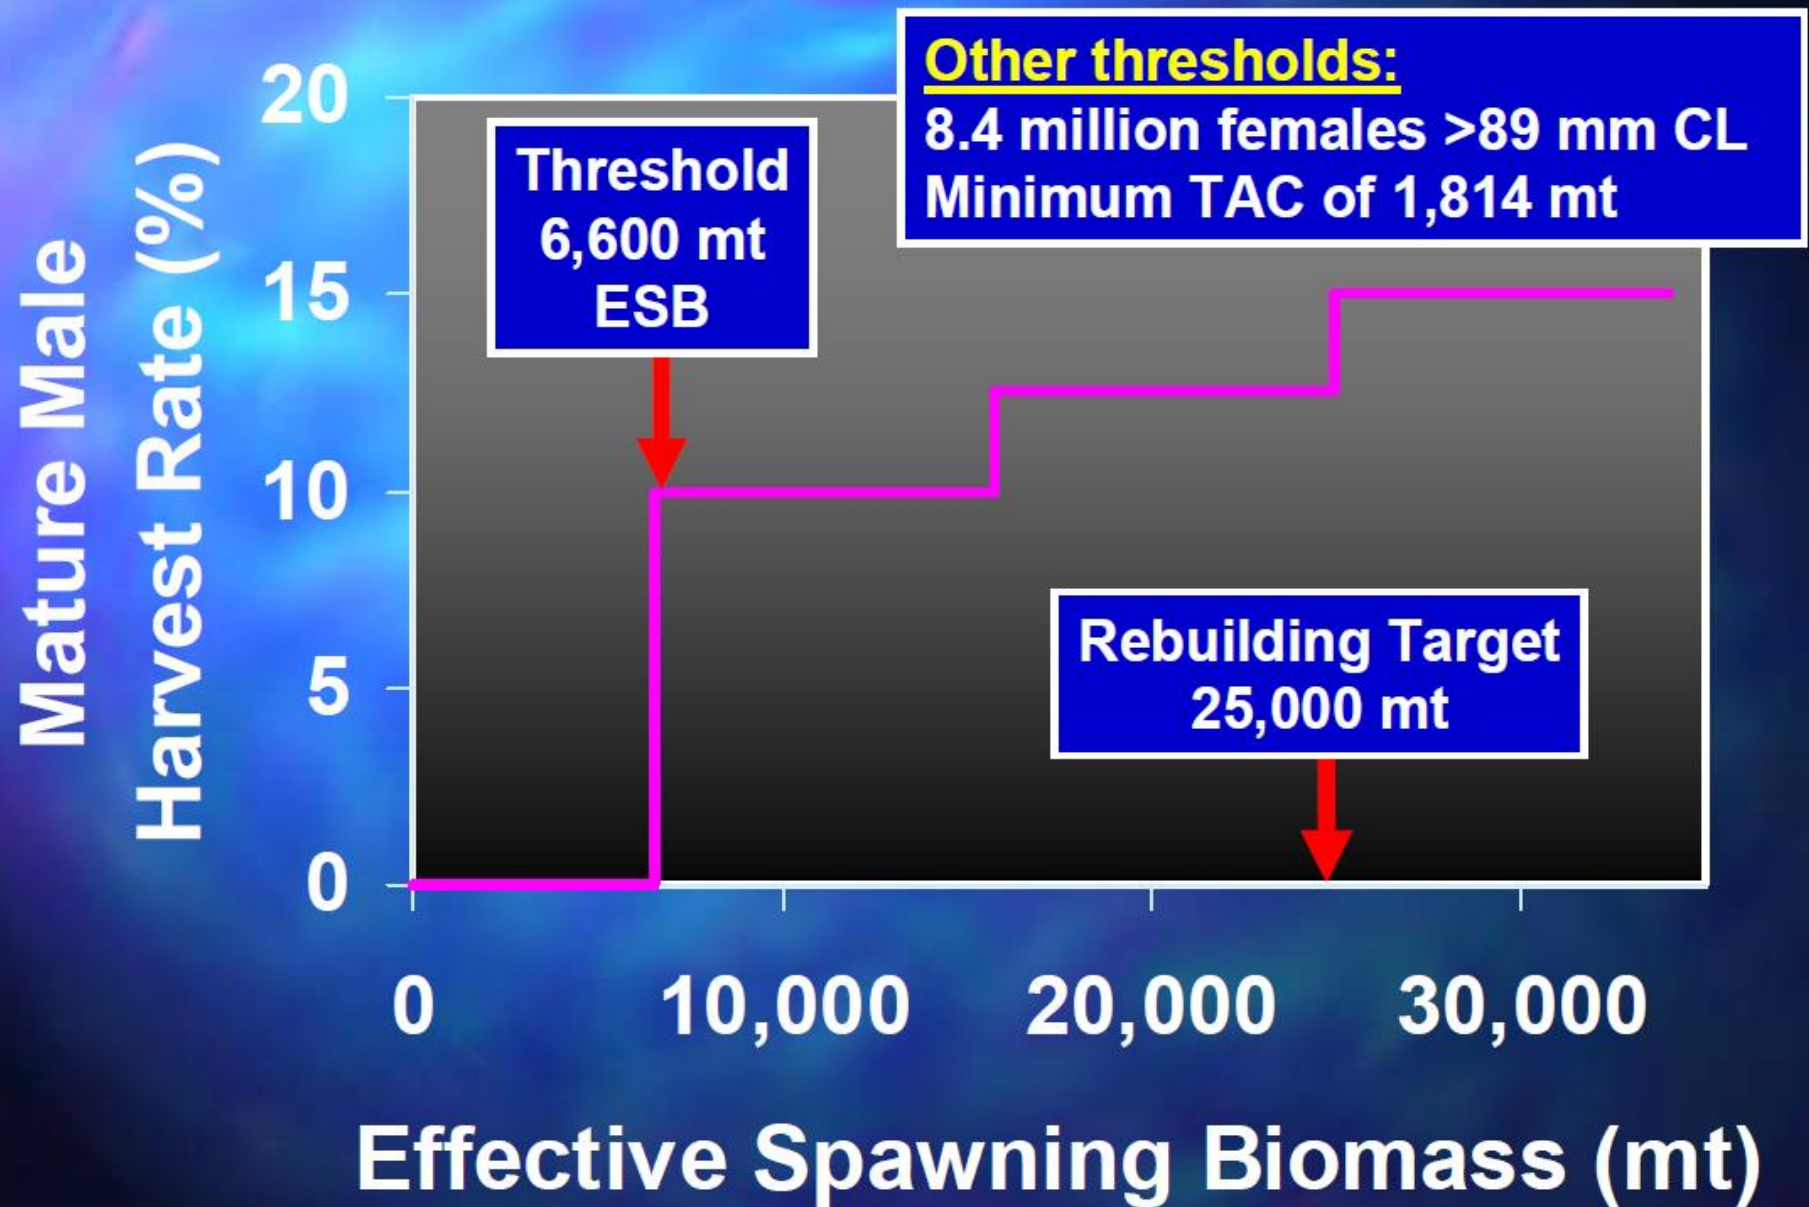 Other thresholds:
8.4 million females >89 mm CL
Minimum TAC of 1,814 mt
Threshold
6,600 mt
ESB
Rebuilding Target
25,000 mt
Mature Male
Harvest Rate (%)
20
15
10
5
0
0
10,000
20,000
30,000
Effective Spawning Biomass (mt)